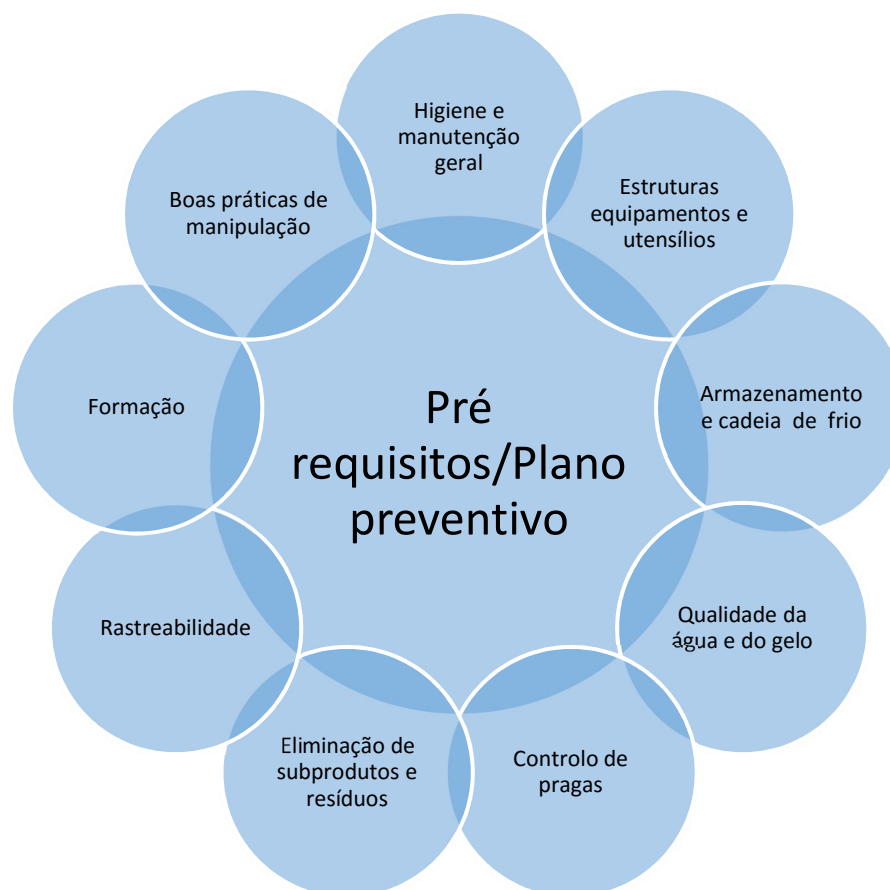 Higiene e
manutenção
geral
Estruturas
equipamentos e
utensílios
Armazenamento
e cadeia de frio
Qualidade da
água e do gelo
Controlo de
pragas
Eliminação de
subprodutos e
resíduos
Rastreabilidade
Formação
Boas práticas de
manipulação
Pré
requisitos/Plano
preventivo